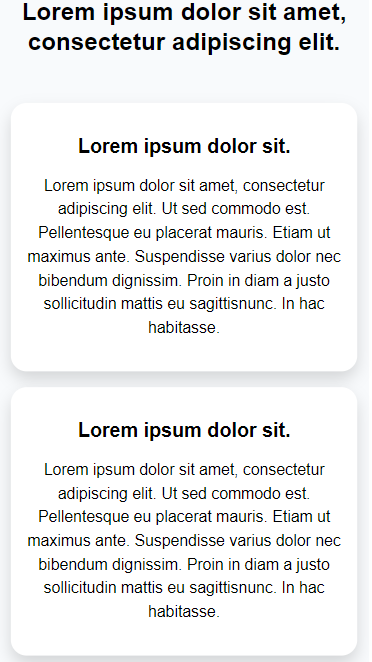 Lorem ipsum dolor sit amet,
consectetur adipiscing elit.
Lorem ipsum dolor sit.
Lorem ipsum dolor sit amet, consectetur
adipiscing elit. Ut sed commodo est.
Pellentesque eu placerat mauris. Etiam ut
maximus ante. Suspendisse varius dolor nec
bibendum dignissim. Proin in diam a justo
sollicitudin mattis eu sagittisnunc. In hac
habitasse.
Lorem ipsum dolor sit.
Lorem ipsum dolor sit amet, consectetur
adipiscing elit. Ut sed commodo est.
Pellentesque eu placerat mauris. Etiam ut
maximus ante. Suspendisse varius dolor nec
bibendum dignissim. Proin in diam a justo
sollicitudin mattis eu sagittisnunc. In hac
habitasse.